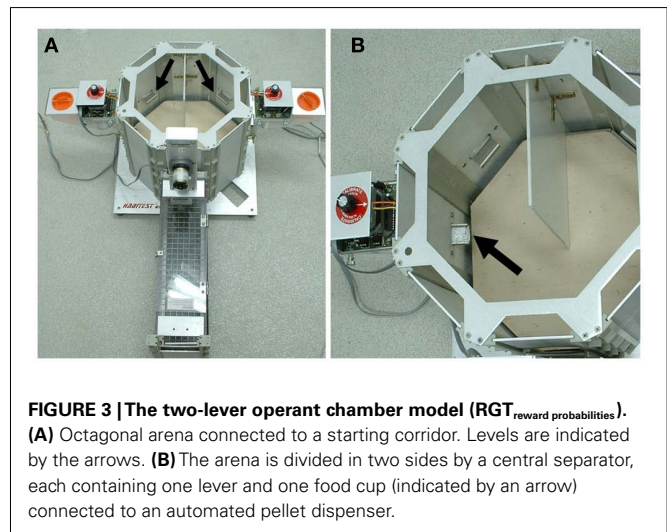 A
B
HABITEST
FIGURE 3 | The two-lever operant chamber model (RGT reward probabilities).
(A) Octagonal arena connected to a starting corridor. Levels are indicated
by the arrows. (B) The arena is divided in two sides by a central separator,
each containing one lever and one food cup (indicated by an arrow)
connected to an automated pellet dispenser.